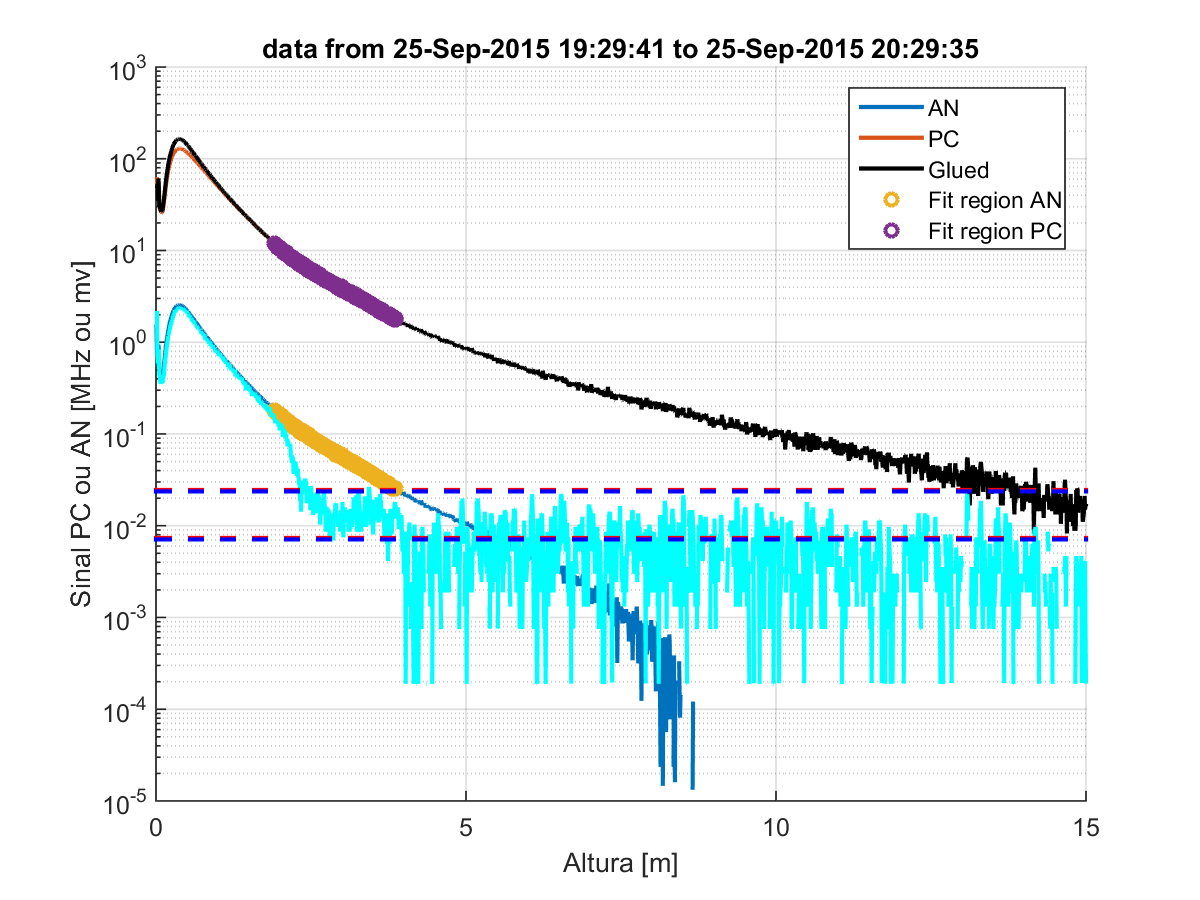 data from 25-Sep-2015 19:29:41 to 25-Sep-2015 20:29:35
10^3
10^2
10^1
10^0
10^-1
10^-2
10^-3
10^-4
10^-5
Sinal PC ou AN [MHz ou mv]
AN
PC
Glued
Fit region AN
Fit region PC
0 5 10 15
Altura [m]